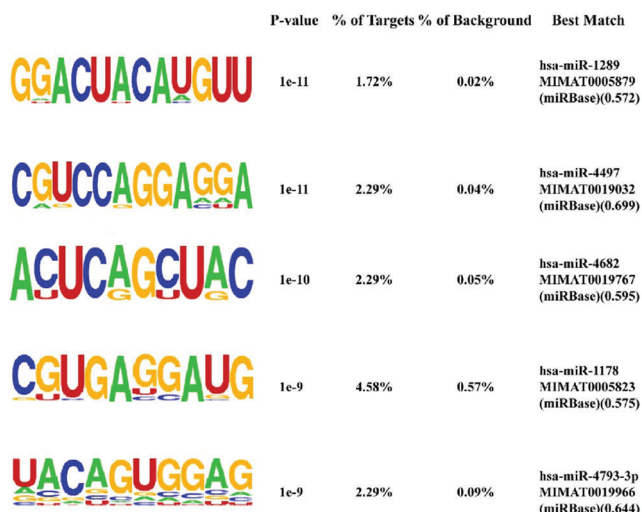 P-value % of Targets % of Background Best Match
GGACUACAUGUU 1e-11 1.72% 0.02% hsa-miR-1289
MIMAT0005879
(miRBase)(0.572)
CGUCCAGGAGGA 1e-11 2.29% 0.04% hsa-miR-4497
MIMAT0019032
(miRBase)(0.699)
ACUCAGCUAC 1e-10 2.29% 0.05% hsa-miR-4682
MIMAT0019767
(miRBase)(0.595)
CGUGAGGAUG 1e-9 4.58% 0.57% hsa-miR-1178
MIMAT0005823
(miRBase)(0.575)
UACAGUGGAG 1e-9 2.29% 0.09% hsa-miR-4793-3p
MIMAT0019966
(miRBase)(0.644)